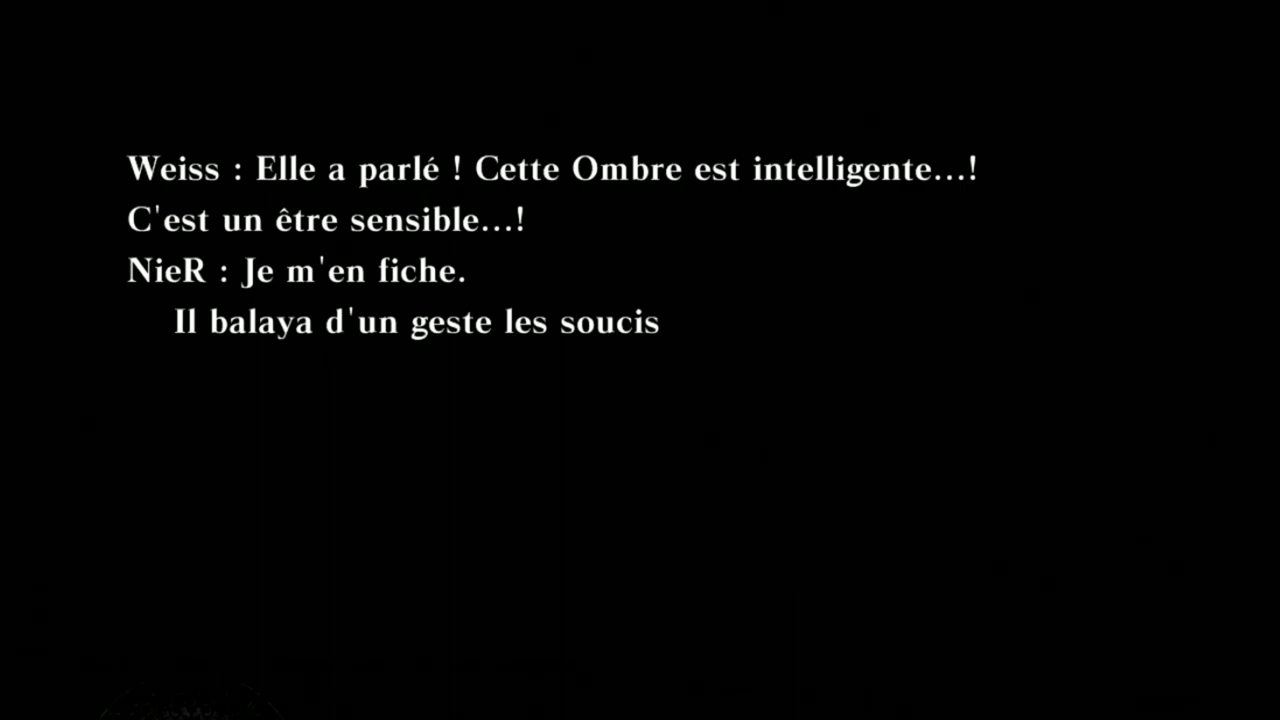 Weiss : Elle a parlé ! Cette Ombre est intelligente...!
C'est un être sensible...!
NieR : Je m'en fiche.
Il balaya d'un geste les soucis